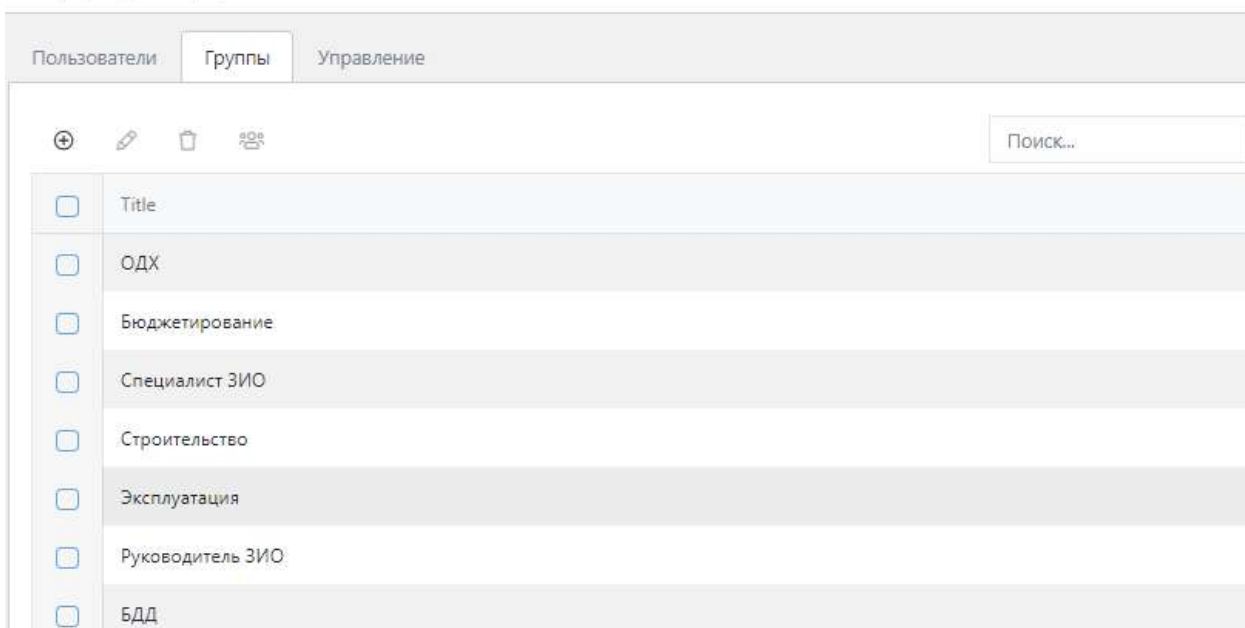 Пользователи Группы Управление
Поиск...
Title
ОДХ
Бюджетирование
Специалист ЗИО
Строительство
Эксплуатация
Руководитель ЗИО
БДД